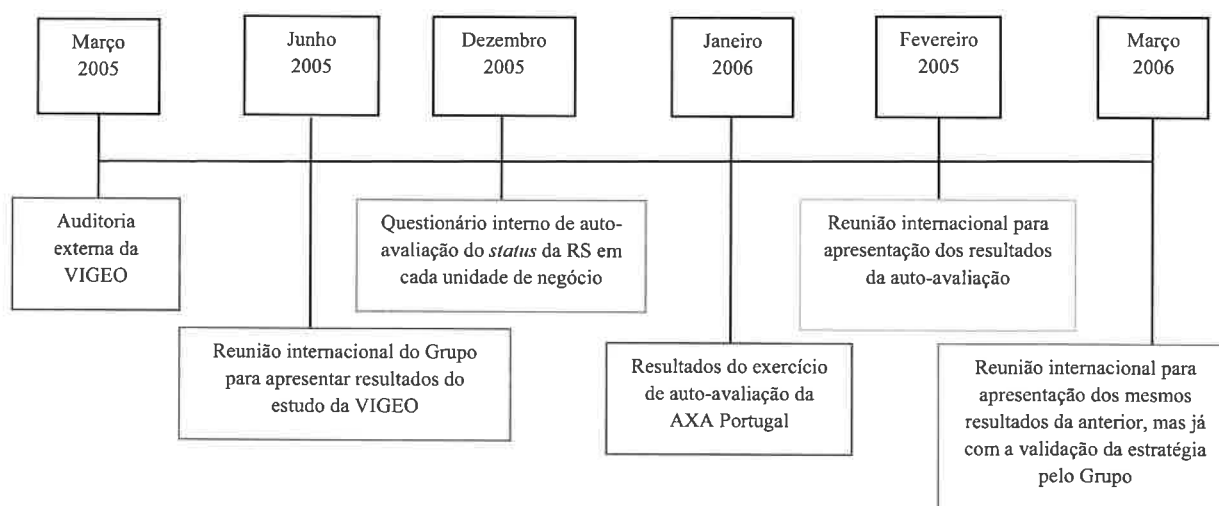 Março
2005
Junho
2005
Dezembro
2005
Janeiro
2006
Fevereiro
2005
Março
2006
Auditoria
externa da
VIGEO
Questionário interno de auto-
avaliação do status da RS em
cada unidade de negócio
Reunião internacional para
apresentação dos resultados
da auto-avaliação
Reunião internacional do Grupo
para apresentar resultados do
estudo da VIGEO
Resultados do exercício
de auto-avaliação da
AXA Portugal
Reunião internacional para
apresentação dos mesmos
resultados da anterior, mas já
com a validação da estratégia
pelo Grupo